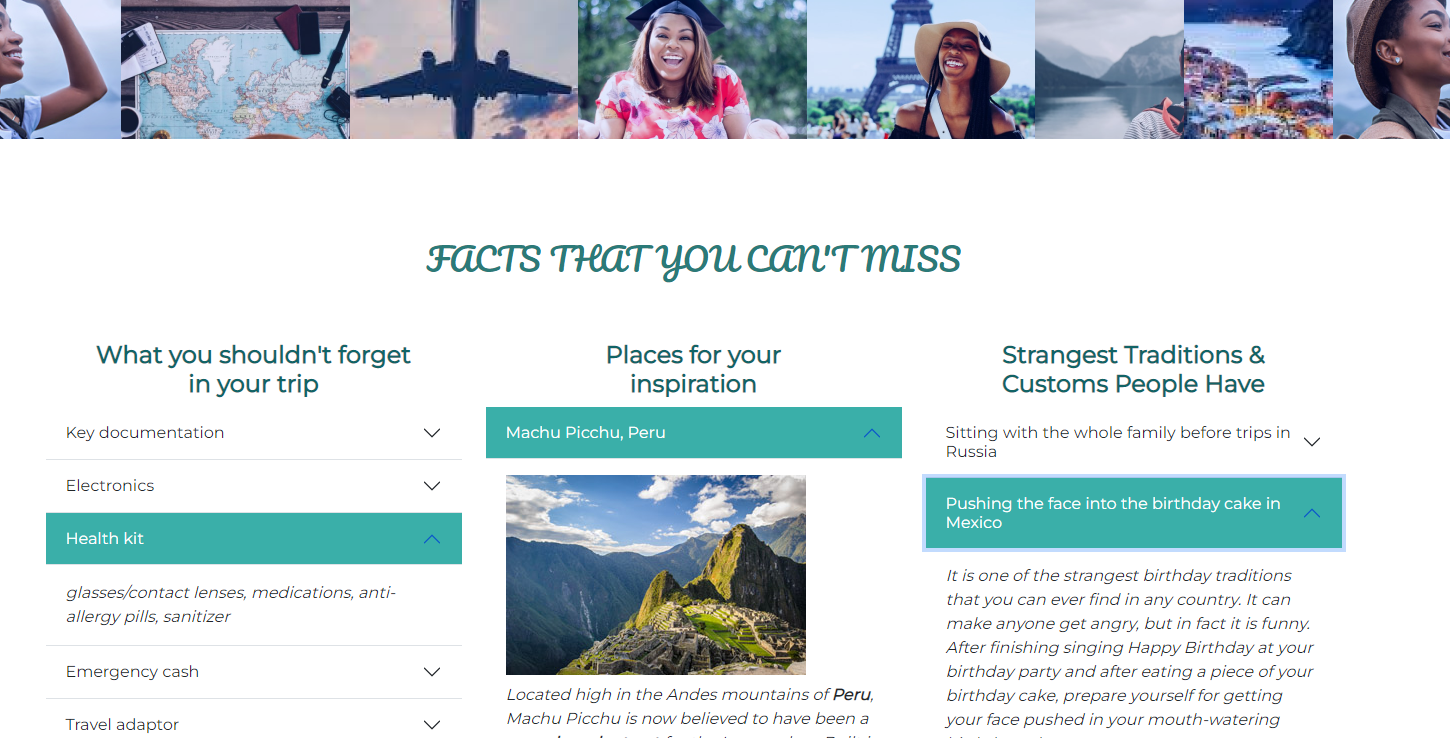 FACTS THAT YOU CAN'T MISS
What you shouldn't forget
in your trip
Key documentation
Electronics
Health kit
glasses/contact lenses, medications, anti-
allergy pills, sanitizer
Emergency cash
Travel adaptor
Places for your
inspiration
Machu Picchu, Peru
Located high in the Andes mountains of Peru,
Machu Picchu is now believed to have been a
Strangest Traditions &
Customs People Have
Sitting with the whole family before trips in
Russia
Pushing the face into the birthday cake in
Mexico
It is one of the strangest birthday traditions
that you can ever find in any country. It can
make anyone get angry, but in fact it is funny.
After finishing singing Happy Birthday at your
birthday party and after eating a piece of your
birthday cake, prepare yourself for getting
your face pushed in your mouth-watering